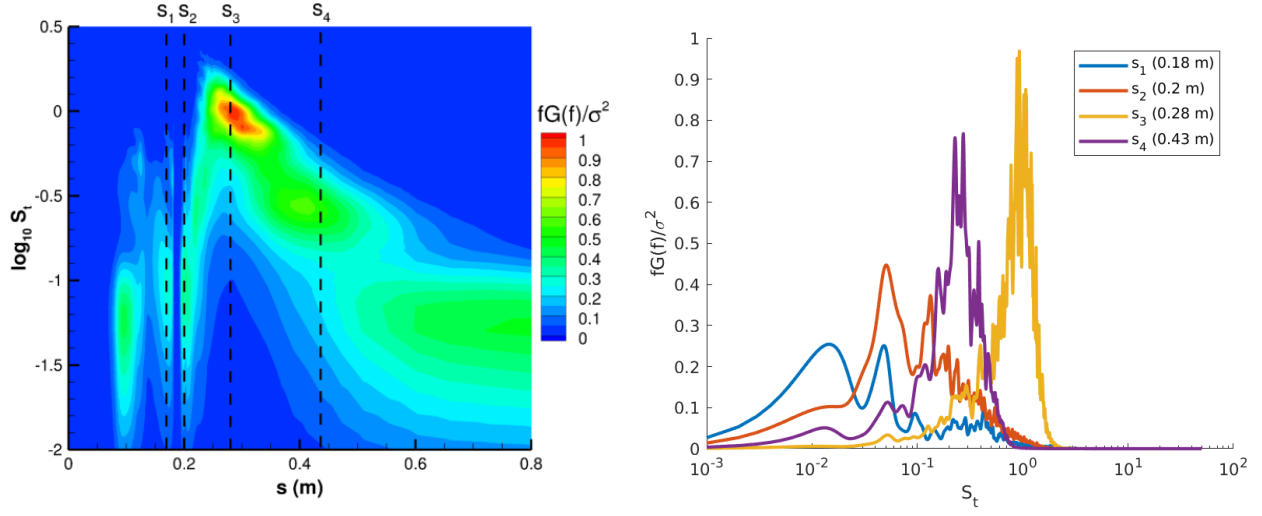 s1 s2 s3 s4
0.5
0
-0.5
-1
-1.5
-2
log10 St
0 0.2 0.4 0.6 0.8
s (m)
fG(f)/σ2
1
0.9
0.8
0.7
0.6
0.5
0.4
0.3
0.2
0.1
0
1
0.9
0.8
0.7
0.6
0.5
0.4
0.3
0.2
0.1
0
fG(f)/σ2
10-3 10-2 10-1 100 101 102
St
s1 (0.18 m)
s2 (0.2 m)
s3 (0.28 m)
s4 (0.43 m)